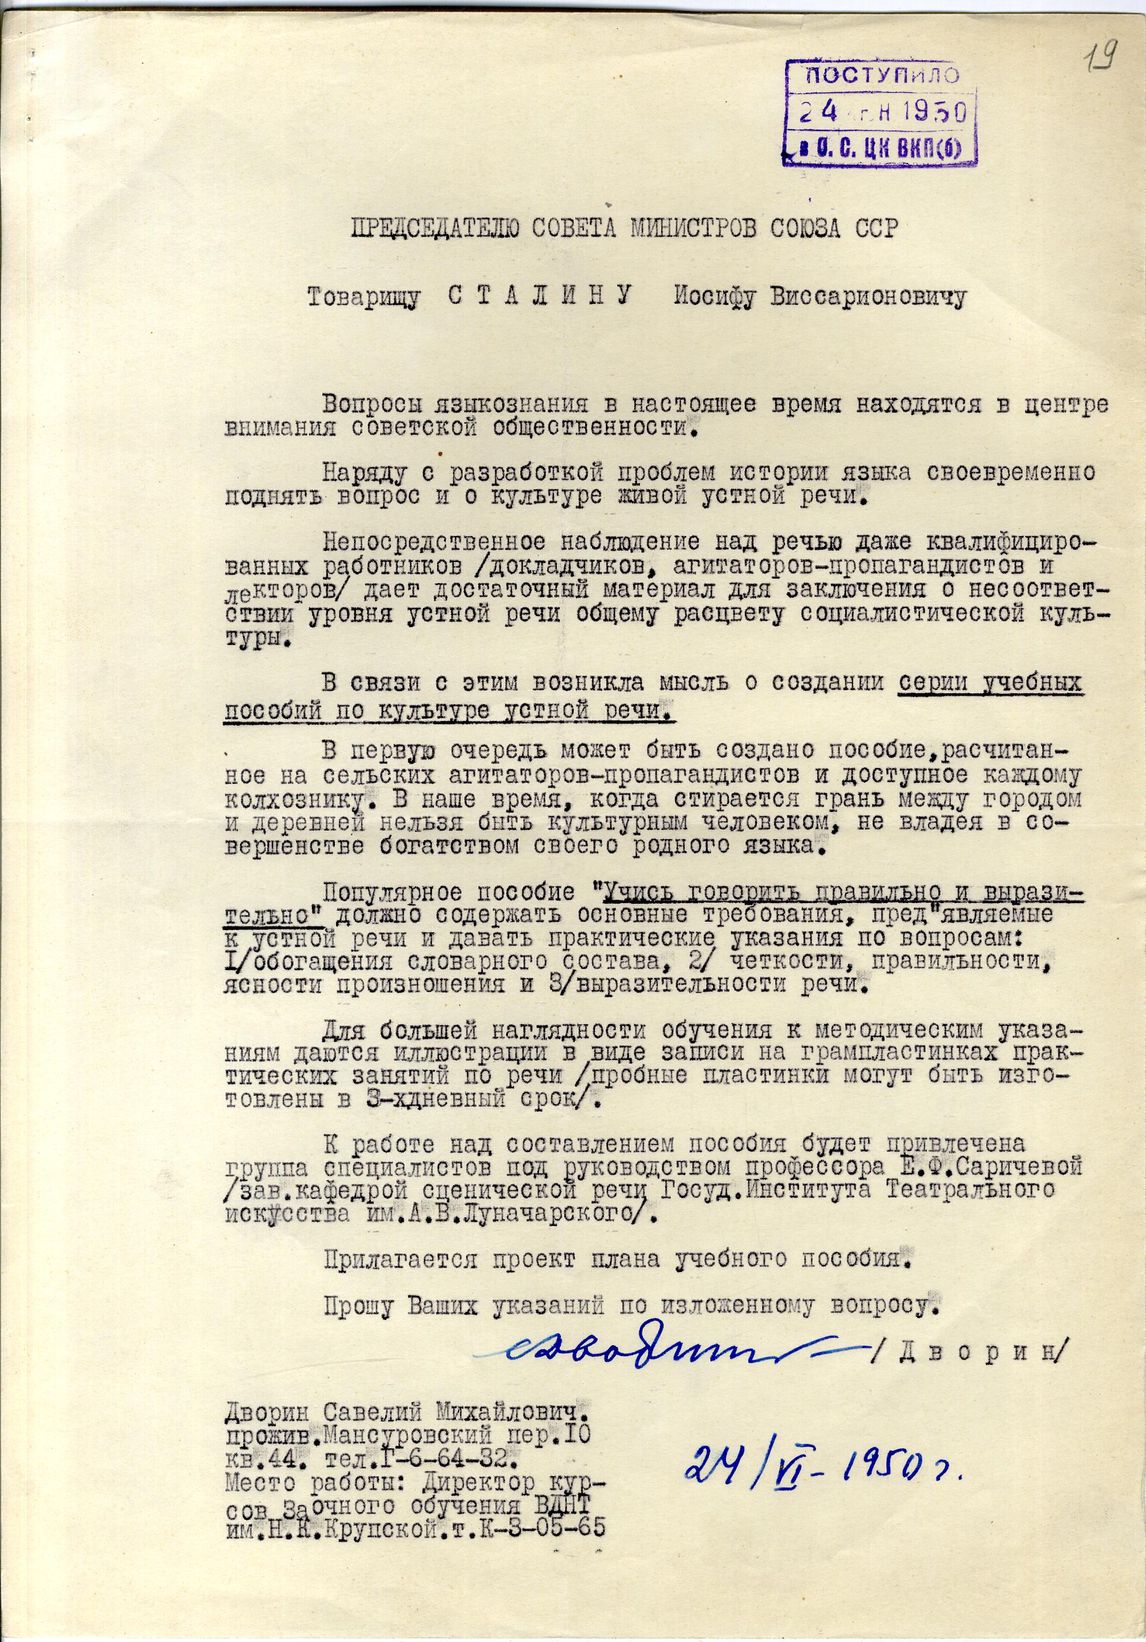 19
ПОСТУПИЛО
24 ЮН 1950
в О. С. ЦК ВКП(б)
ПРЕДСЕДАТЕЛЮ СОВЕТА МИНИСТРОВ СОЮЗА ССР
Товарищу С Т А Л И Н У Иосифу Виссарионовичу
Вопросы языкознания в настоящее время находятся в центре
внимания советской общественности.
Наряду с разработкой проблем истории языка своевременно
поднять вопрос и о культуре живой устной речи.
Непосредственное наблюдение над речью даже квалифициро-
ванных работников /докладчиков, агитаторов-пропагандистов и
лекторов/ дает достаточный материал для заключения о несоответ-
ствии уровня устной речи общему расцвету социалистической куль-
туры.
В связи с этим возникла мысль о создании серии учебных
пособий по культуре устной речи.
В первую очередь может быть создано пособие,расчитан-
ное на сельских агитаторов-пропагандистов и доступное каждому
колхознику. В наше время, когда стирается грань между городом
и деревней нельзя быть культурным человеком, не владея в со-
вершенстве богатством своего родного языка.
Популярное пособие "Учись говорить правильно и вырази-
тельно" должно содержать основные требования, пред"являемые
к устной речи и давать практические указания по вопросам:
I/обогащения словарного состава, 2/ четкости, правильности,
ясности произношения и 3/выразительности речи.
Для большей наглядности обучения к методическим указа-
ниям даются иллюстрации в виде записи на грампластинках прак-
тических занятий по речи /пробные пластинки могут быть изго-
товлены в 3-хдневный срок/.
К работе над составлением пособия будет привлечена
группа специалистов под руководством профессора Е.Ф.Саричевой
/зав.кафедрой сценической речи Госуд.Института Театрального
искусства им.А.В.Луначарского/.
Прилагается проект плана учебного пособия.
Прошу Ваших указаний по изложенному вопросу.
/ Д в о р и н/
Дворин Савелий Михайлович.
прожив.Мансуровский пер.IO
кв.44. тел.Г-6-64-32.
Место работы: Директор кур-
сов Заочного обучения ВДНТ
им.Н.К.Крупской.т.К-3-05-65
24/VI - 1950 г.